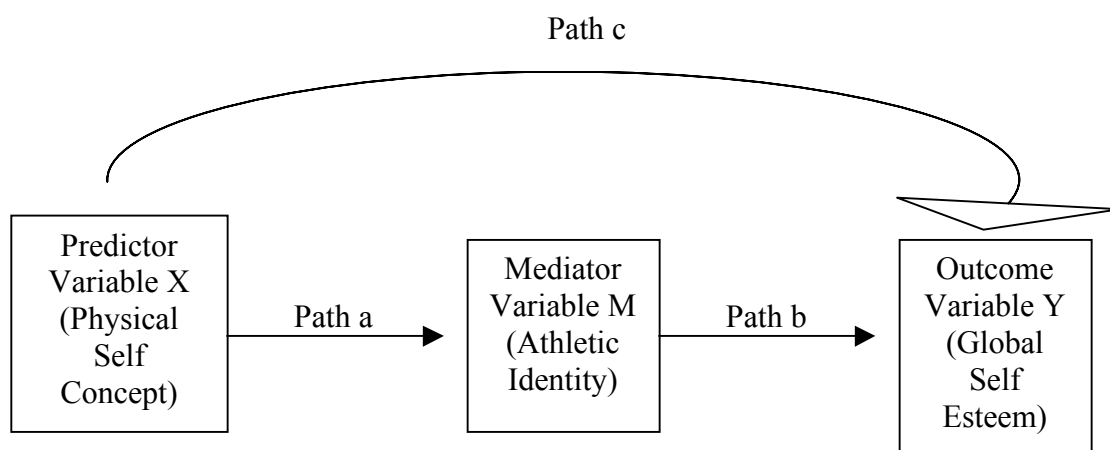 Path c
Predictor
Variable X
(Physical
Self
Concept)
Path a
Mediator
Variable M
(Athletic
Identity)
Path b
Outcome
Variable Y
(Global
Self
Esteem)